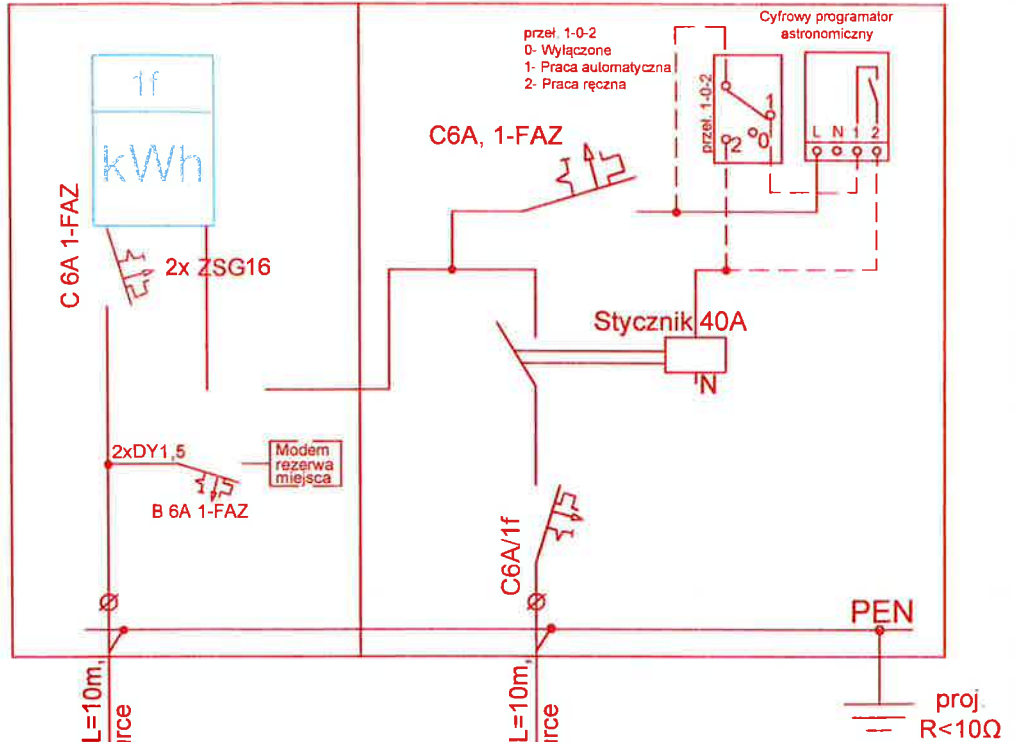 Cyfrowy programator
astronomiczny
przeł. 1-0-2
0- Wyłączone
1- Praca automatyczna
2- Praca ręczna
przeł. 1-0-2
1
2
0
L N 1 2
1f
kWh
C6A, 1-FAZ
C 6A 1-FAZ
2x ZSG16
Stycznik 40A
N
2xDY1,5
Modem
rezerwa
miejsca
B 6A 1-FAZ
C6A/1f
PEN
L=10m,
L=10m,
proj.
R<10Ω